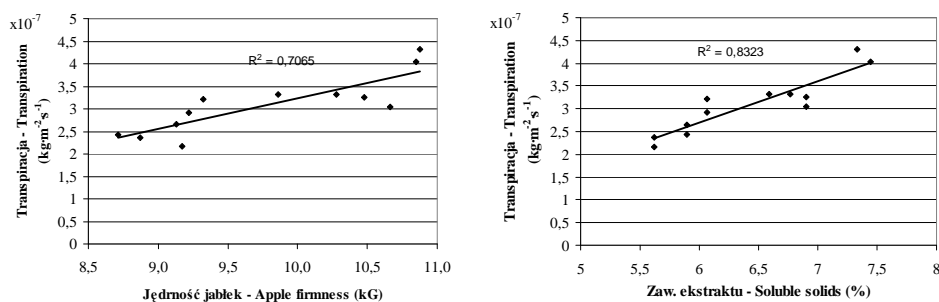 x10-7
5
4,5
4
3,5
3
2,5
2
1,5
1
0,5
0
Transpiracja - Transpiration
(kg·m-2s-1)
R2 = 0,7065
8,5 9,0 9,5 10,0 10,5 11,0
Jędrność jabłek - Apple firmness (kG)
x10-7
5
4,5
4
3,5
3
2,5
2
1,5
1
0,5
0
Transpiracja - Transpiration
(kg·m-2s-1)
R2 = 0,8323
5 5,5 6 6,5 7 7,5 8
Zaw. ekstraktu - Soluble solids (%)